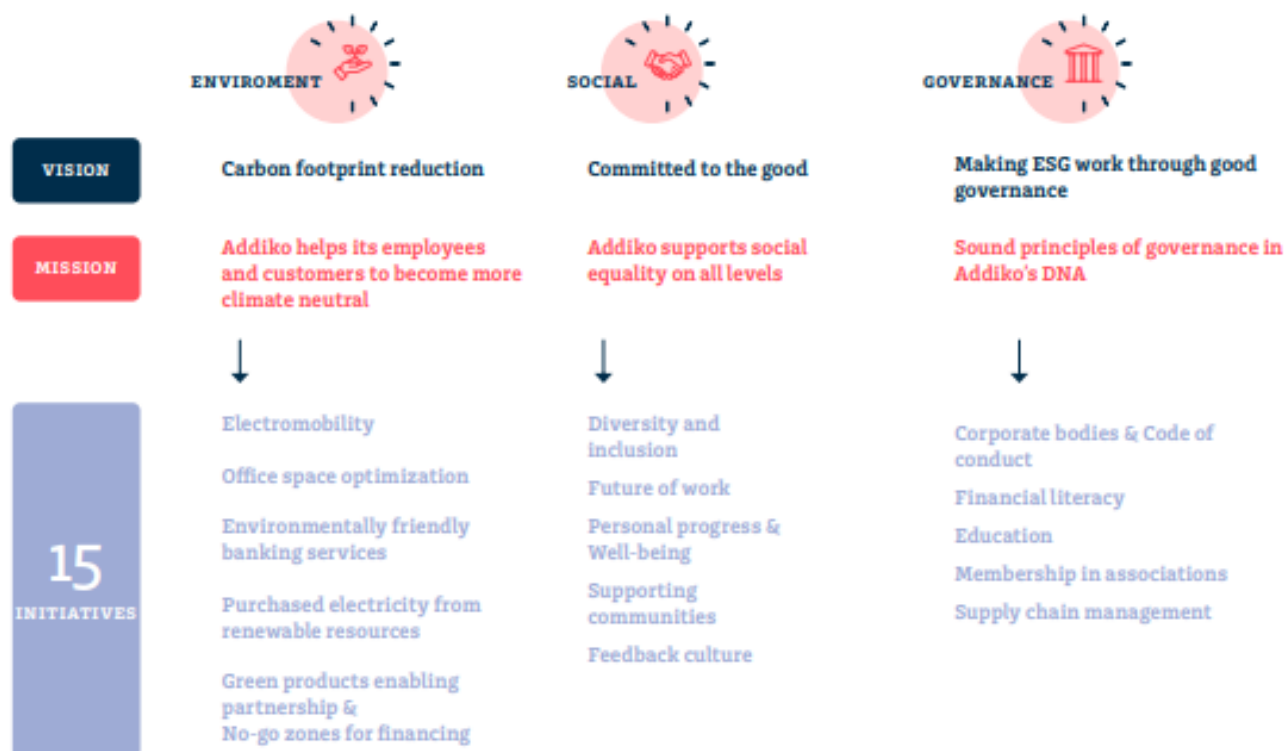 ENVIROMENT
SOCIAL
GOVERNANCE
VISION
Carbon footprint reduction
Committed to the good
Making ESG work through good
governance
MISSION
Addiko helps its employees
and customers to become more
climate neutral
Addiko supports social
equality on all levels
Sound principles of governance in
Addiko's DNA
15
INITIATIVES
Electromobility
Office space optimization
Environmentally friendly
banking services
Purchased electricity from
renewable resources
Green products enabling
partnership &
No-go zones for financing
Diversity and
inclusion
Future of work
Personal progress &
Well-being
Supporting
communities
Feedback culture
Corporate bodies & Code of
conduct
Financial literacy
Education
Membership in associations
Supply chain management